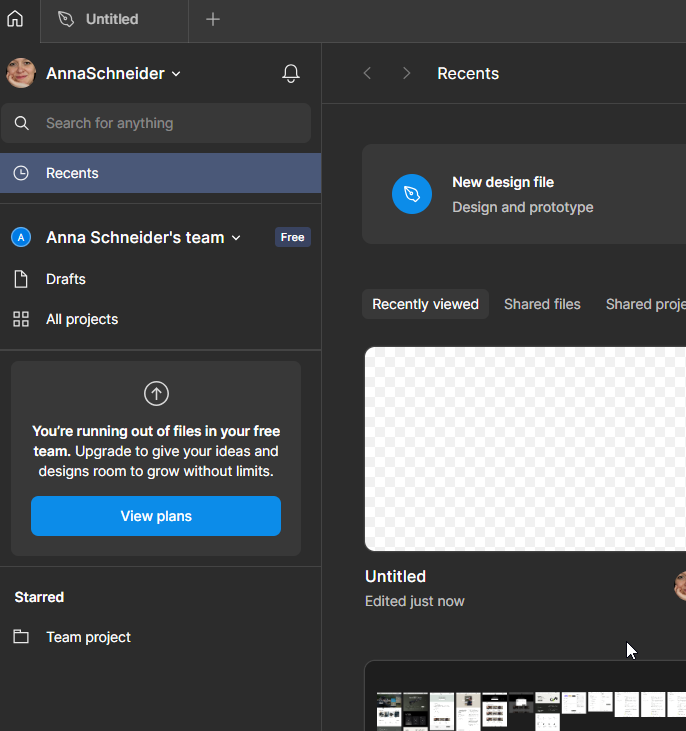 Untitled
AnnaSchneider
Recents
Search for anything
Recents
A
Anna Schneider's team
Free
Drafts
All projects
You're running out of files in your free
team. Upgrade to give your ideas and
designs room to grow without limits.
View plans
Starred
Team project
New design file
Design and prototype
Recently viewed
Shared files
Shared proje
Untitled
Edited just now